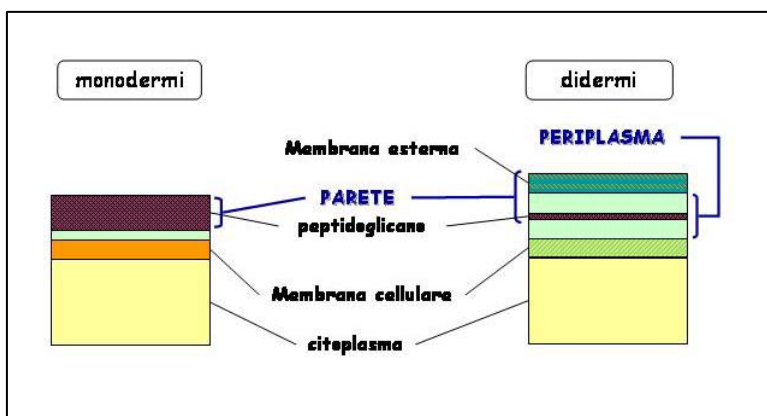 monodermi
didermi
PERIPLASMA
Membrana esterna
PARETE
peptidoglicano
Membrana cellulare
citoplasma